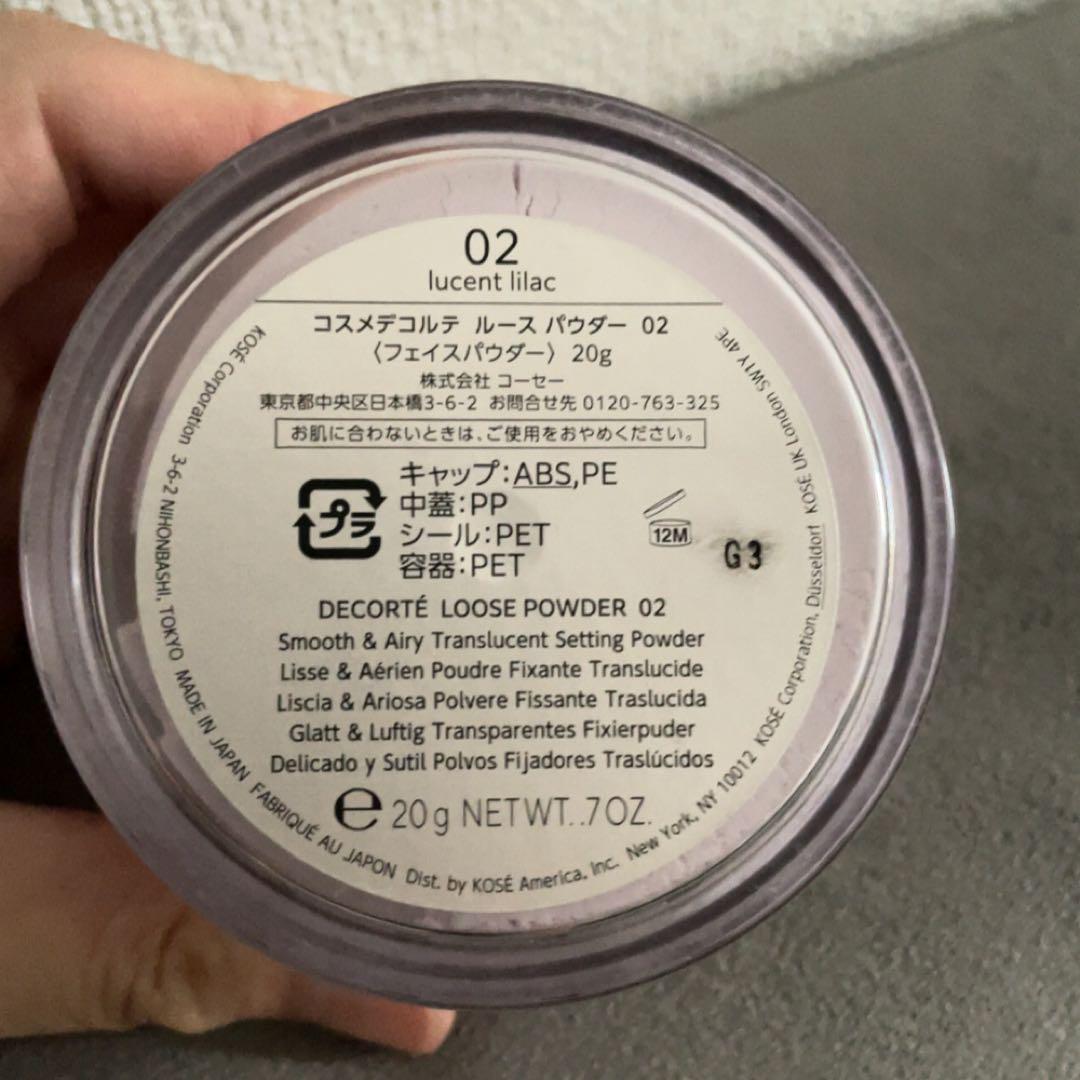 02
lucent lilac
コスメデコルテ ルース パウダー 02
〈フェイスパウダー〉 20g
株式会社 コーセー
東京都中央区日本橋3-6-2 お問合せ先 0120-763-325
お肌に合わないときは、ご使用をおやめください。
プラ
キャップ:ABS,PE
中蓋:PP
シール:PET
容器:PET
12M
G3
DECORTÉ LOOSE POWDER 02
Smooth & Airy Translucent Setting Powder
Lisse & Aérien Poudre Fixante Translucide
Liscia & Ariosa Polvere Fissante Traslucida
Glatt & Luftig Transparentes Fixierpuder
Delicado y Sutil Polvos Fijadores Traslúcidos
e 20g NETWT. .7OZ.
KOSÉ Corporation 3-6-2 NIHONBASHI, TOKYO MADE IN JAPAN FABRIQUÉ AU JAPON Dist. by KOSÉ America, Inc. New York, NY 10012 KOSÉ Corporation, Düsseldorf KOSÉ UK London SW1Y 4PE